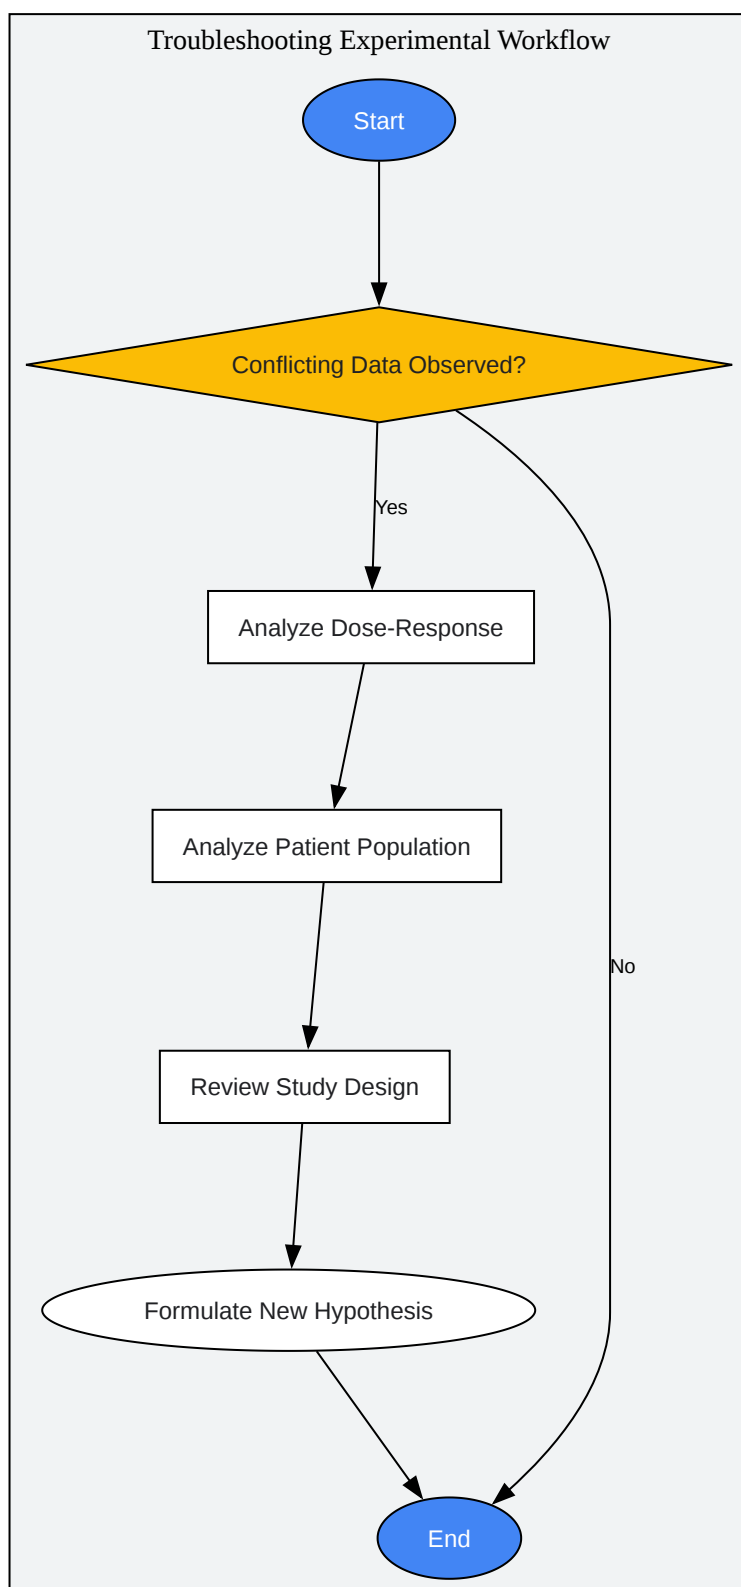 Troubleshooting Experimental Workflow
Start
Conflicting Data Observed?
Yes
Analyze Dose-Response
Analyze Patient Population
No
Review Study Design
Formulate New Hypothesis
End